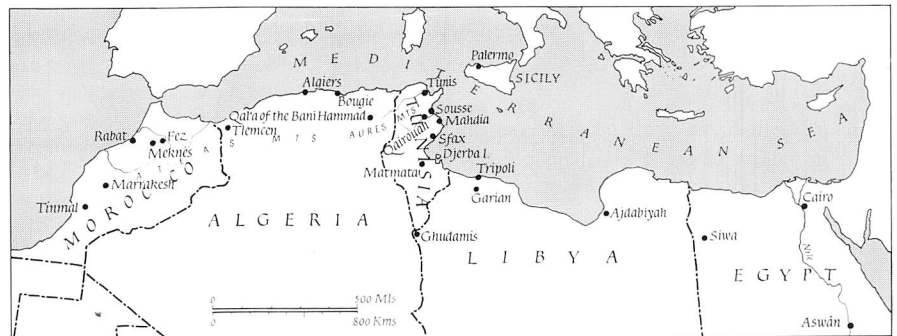 MEDITERRANEAN SEA
Palermo
SICILY
Algiers
Bougie
Tunis
Qal'a of the Bani Hammad
Sousse
Mahdia
Tlemcen
ATLAS MTS
AURES MTS
TUNISIA
Qairouan
Sfax
Rabat
Fez
Meknès
Djerba I.
Matmata
Tripoli
Garian
Marrakesh
Tinmal
MOROCCO
ALGERIA
Ghudamis
LIBYA
Ajdabiyah
Cairo
Siwa
Nile
EGYPT
Aswân
0 500 Mls
0 800 Kms